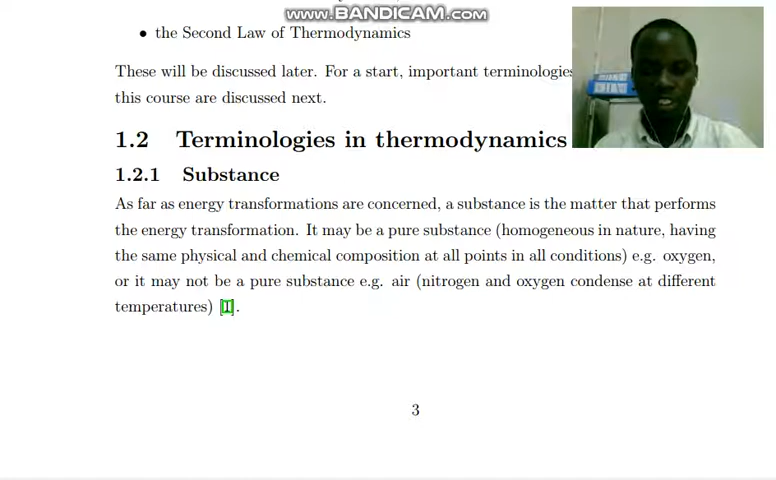 www.BANDICAM.com
• the Second Law of Thermodynamics
These will be discussed later. For a start, important terminologies
this course are discussed next.
1.2 Terminologies in thermodynamics
1.2.1 Substance
As far as energy transformations are concerned, a substance is the matter that performs
the energy transformation. It may be a pure substance (homogeneous in nature, having
the same physical and chemical composition at all points in all conditions) e.g. oxygen,
or it may not be a pure substance e.g. air (nitrogen and oxygen condense at different
temperatures) [1].
3